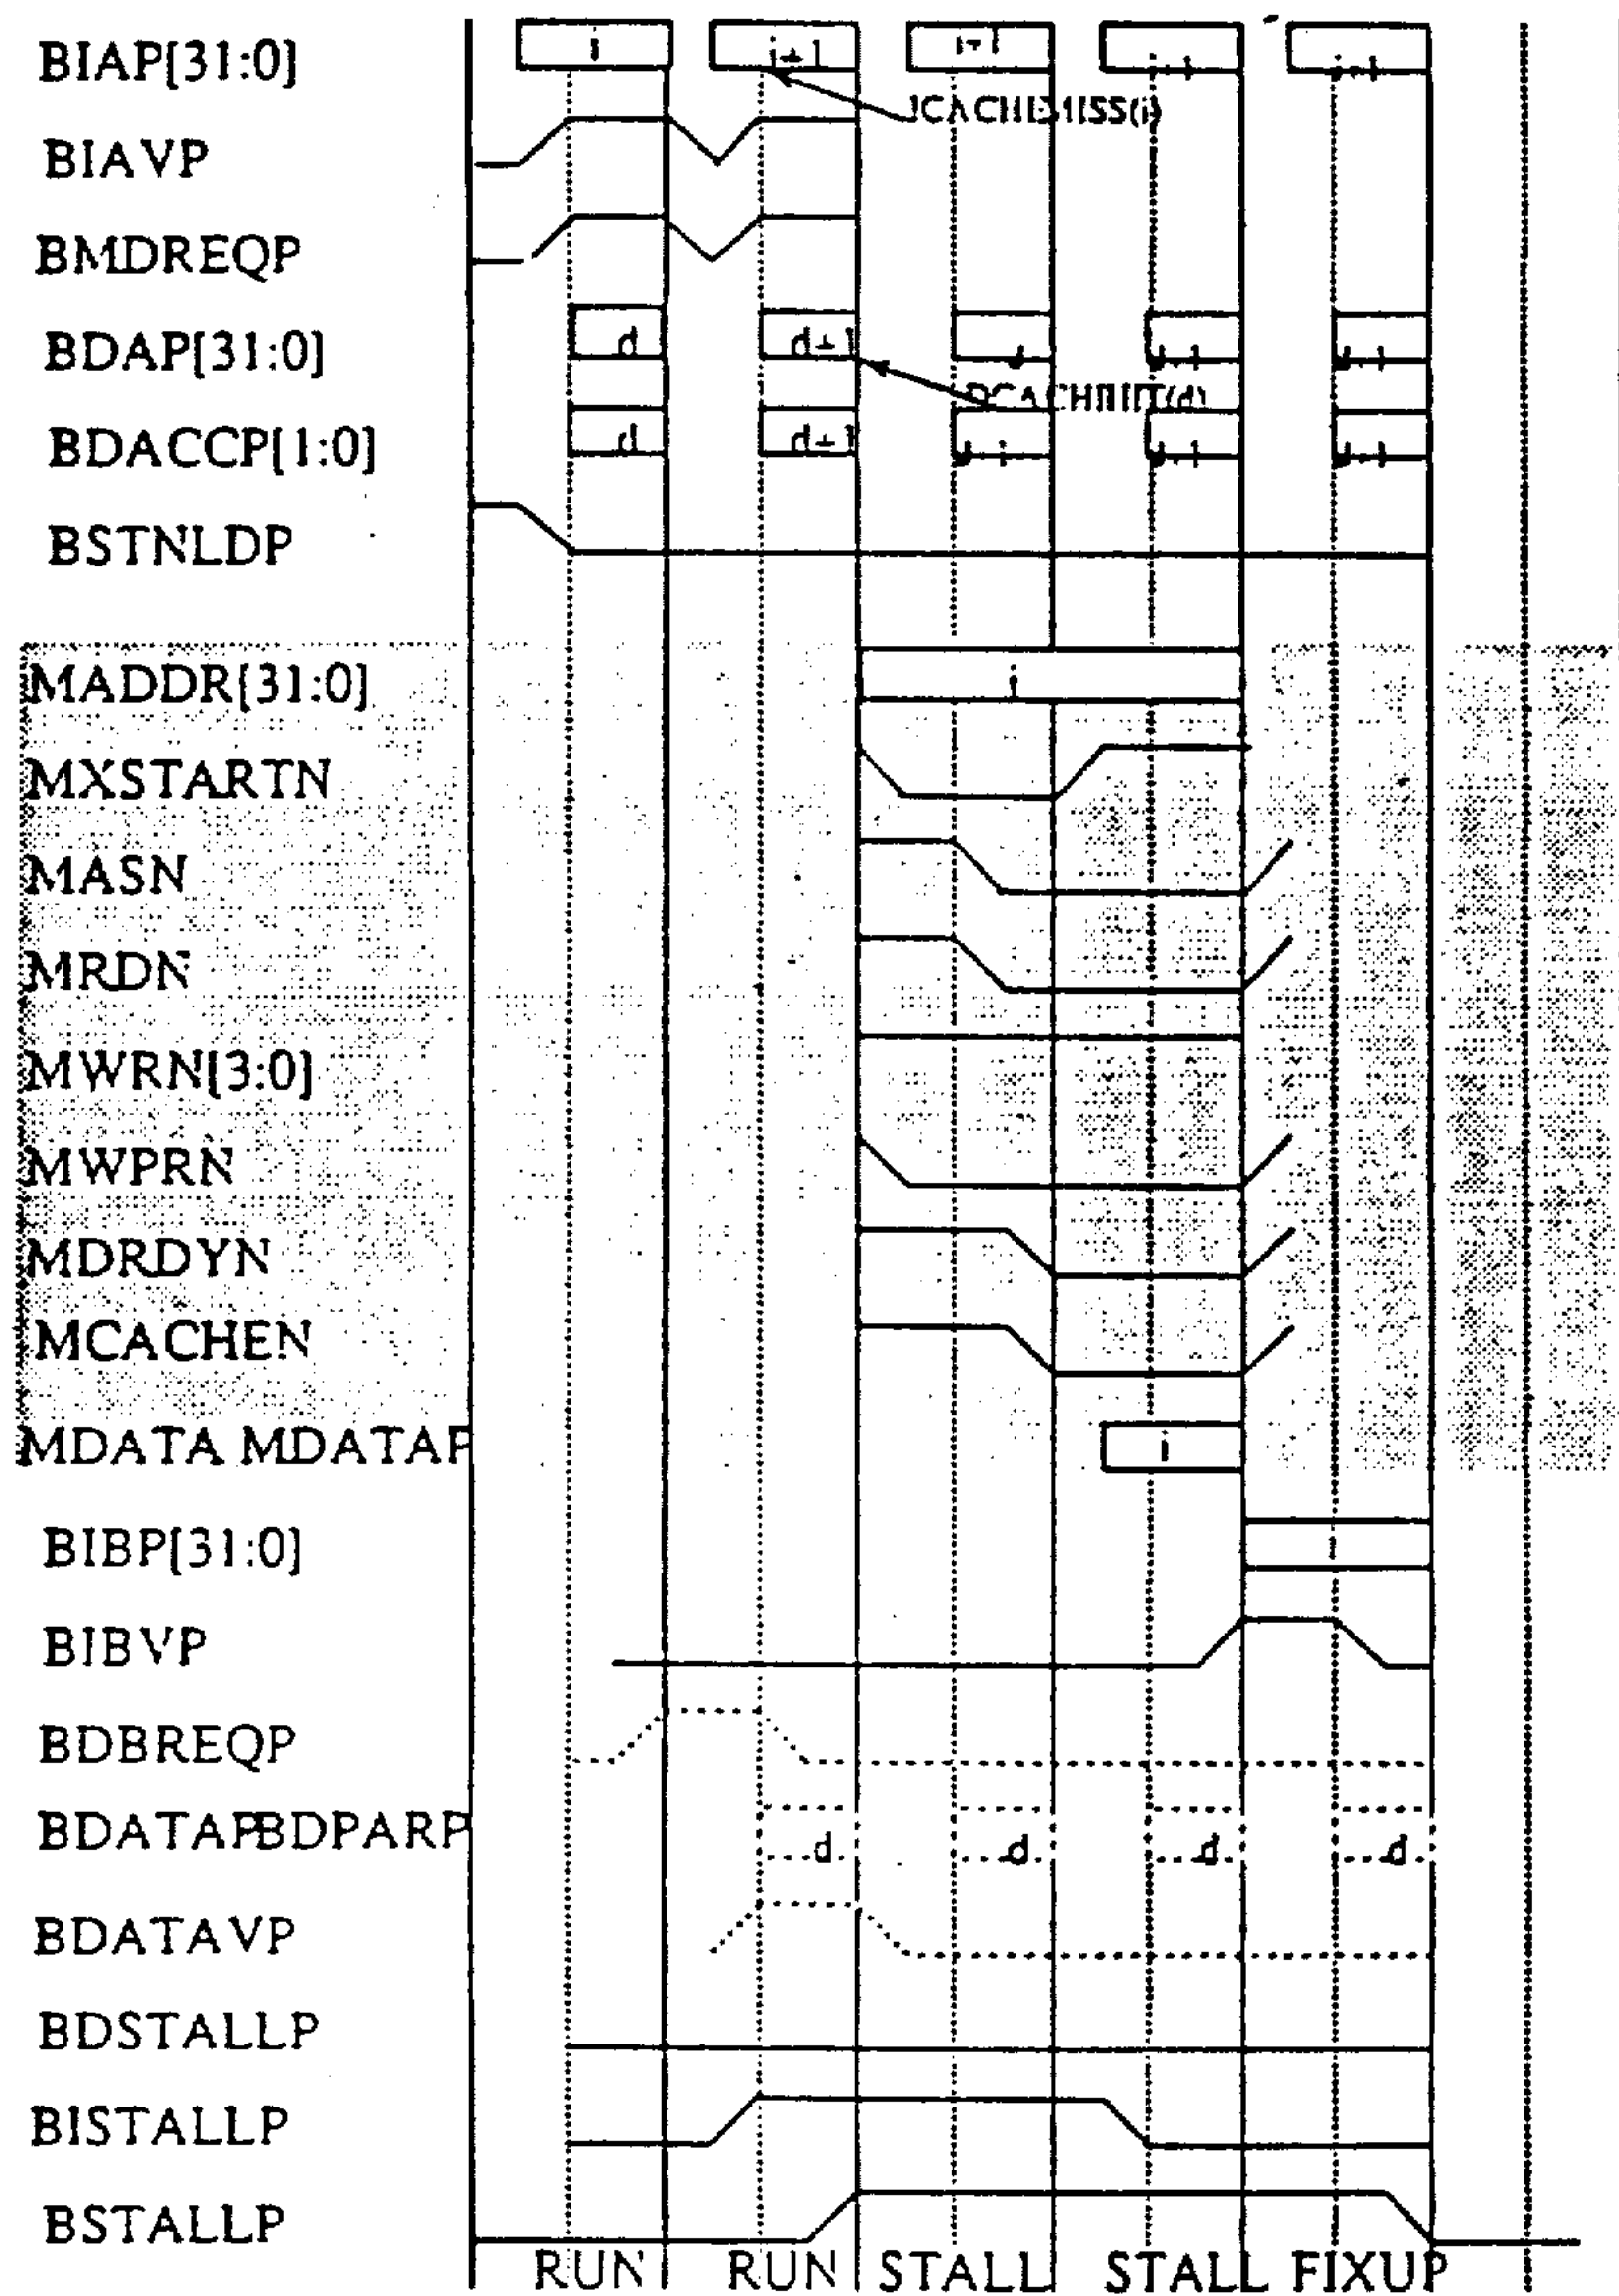 BIAP[31:0] i i+1 i+1
ICACHEMISS(i)
BIAVP
BMDREQP
BDAP[31:0] d d+1
DCACHEHIT(d)
BDACCP[1:0] d d+1
BSTNLDP
MADDR[31:0] i
MXSTARTN
MASN
MRDN
MWRN[3:0]
MWPRN
MDRDYN
MCACHEN
MDATA MDATAP i
BIBP[31:0] i
BIBVP
BDBREQP
BDATAPBDPARP d d d d
BDATAVP
BDSTALLP
BISTALLP
BSTALLP
RUN RUN STALL STALL FIXUP